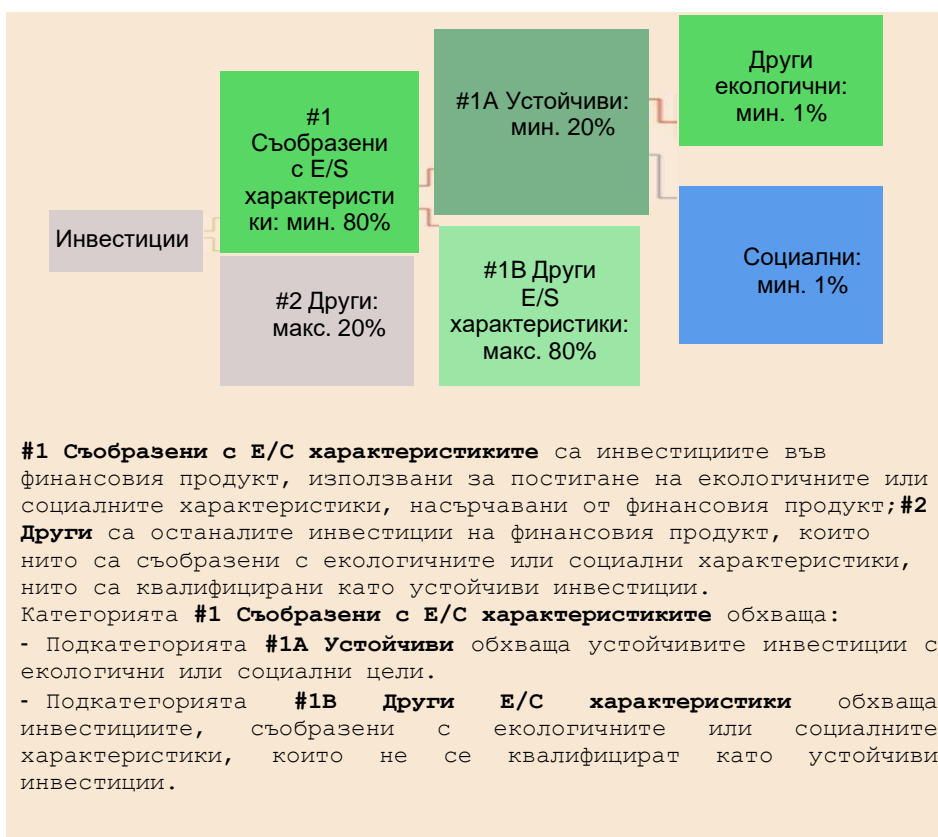 Инвестиции
#1
Съобразени
с E/S
характеристи
ки: мин. 80%
#2 Други:
макс. 20%
#1A Устойчиви:
мин. 20%
#1B Други
E/S
характеристики:
макс. 80%
Други
екологични:
мин. 1%
Социални:
мин. 1%
#1 Съобразени с Е/С характеристиките са инвестициите във
финансовия продукт, използвани за постигане на екологичните или
социалните характеристики, насърчавани от финансовия продукт;#2
Други са останалите инвестиции на финансовия продукт, които
нито са съобразени с екологичните или социални характеристики,
нито са квалифицирани като устойчиви инвестиции.
Категорията #1 Съобразени с Е/С характеристиките обхваща:
- Подкатегорията #1А Устойчиви обхваща устойчивите инвестиции с
екологични или социални цели.
- Подкатегорията #1В Други Е/С характеристики обхваща
инвестициите, съобразени с екологичните или социалните
характеристики, които не се квалифицират като устойчиви
инвестиции.